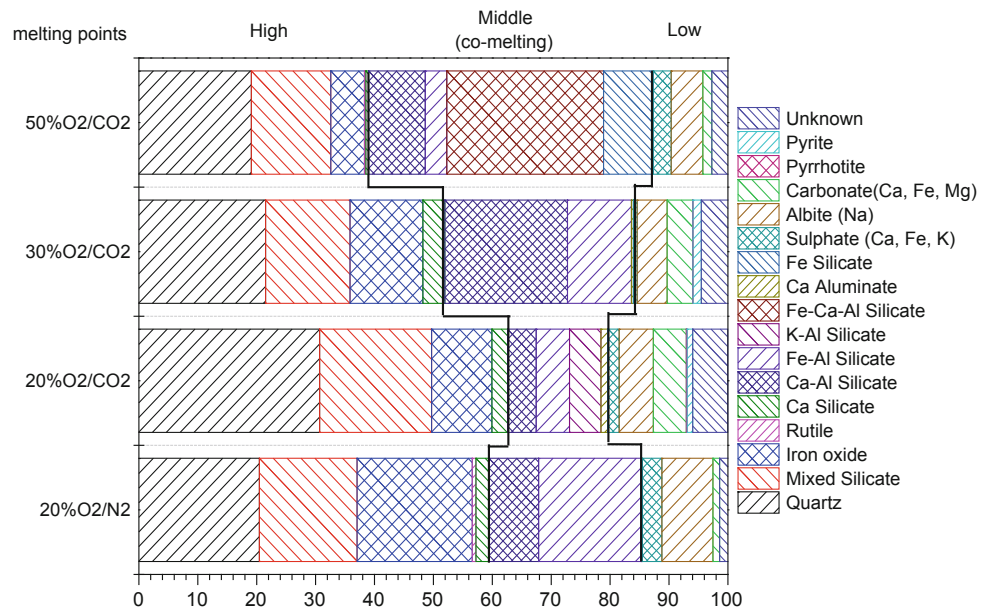 melting points
High
Middle
(co-melting)
Low
50%O2/CO2
30%O2/CO2
20%O2/CO2
20%O2/N2
0 10 20 30 40 50 60 70 80 90 100
Unknown
Pyrite
Pyrrhotite
Carbonate(Ca, Fe, Mg)
Albite (Na)
Sulphate (Ca, Fe, K)
Fe Silicate
Ca Aluminate
Fe-Ca-Al Silicate
K-Al Silicate
Fe-Al Silicate
Ca-Al Silicate
Ca Silicate
Rutile
Iron oxide
Mixed Silicate
Quartz